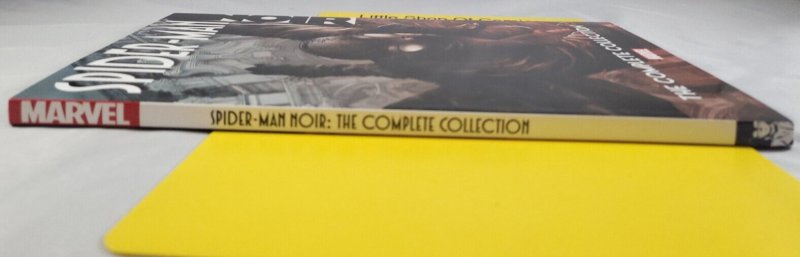 NOIR
SPIDER-MAN
THE COMPLETE COLLECTION
MARVEL
SPIDER-MAN NOIR: THE COMPLETE COLLECTION